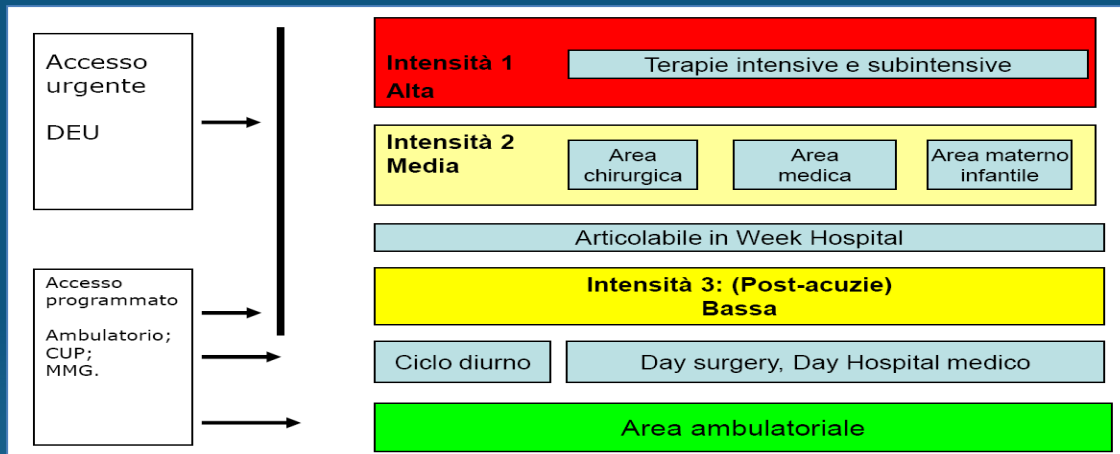 Accesso
urgente
DEU
Accesso
programmato
Ambulatorio;
CUP;
MMG.
Intensità 1
Alta
Terapie intensive e subintensive
Intensità 2
Media
Area
chirurgica
Area
medica
Area materno
infantile
Articolabile in Week Hospital
Intensità 3: (Post-acuzie)
Bassa
Ciclo diurno
Day surgery, Day Hospital medico
Area ambulatoriale